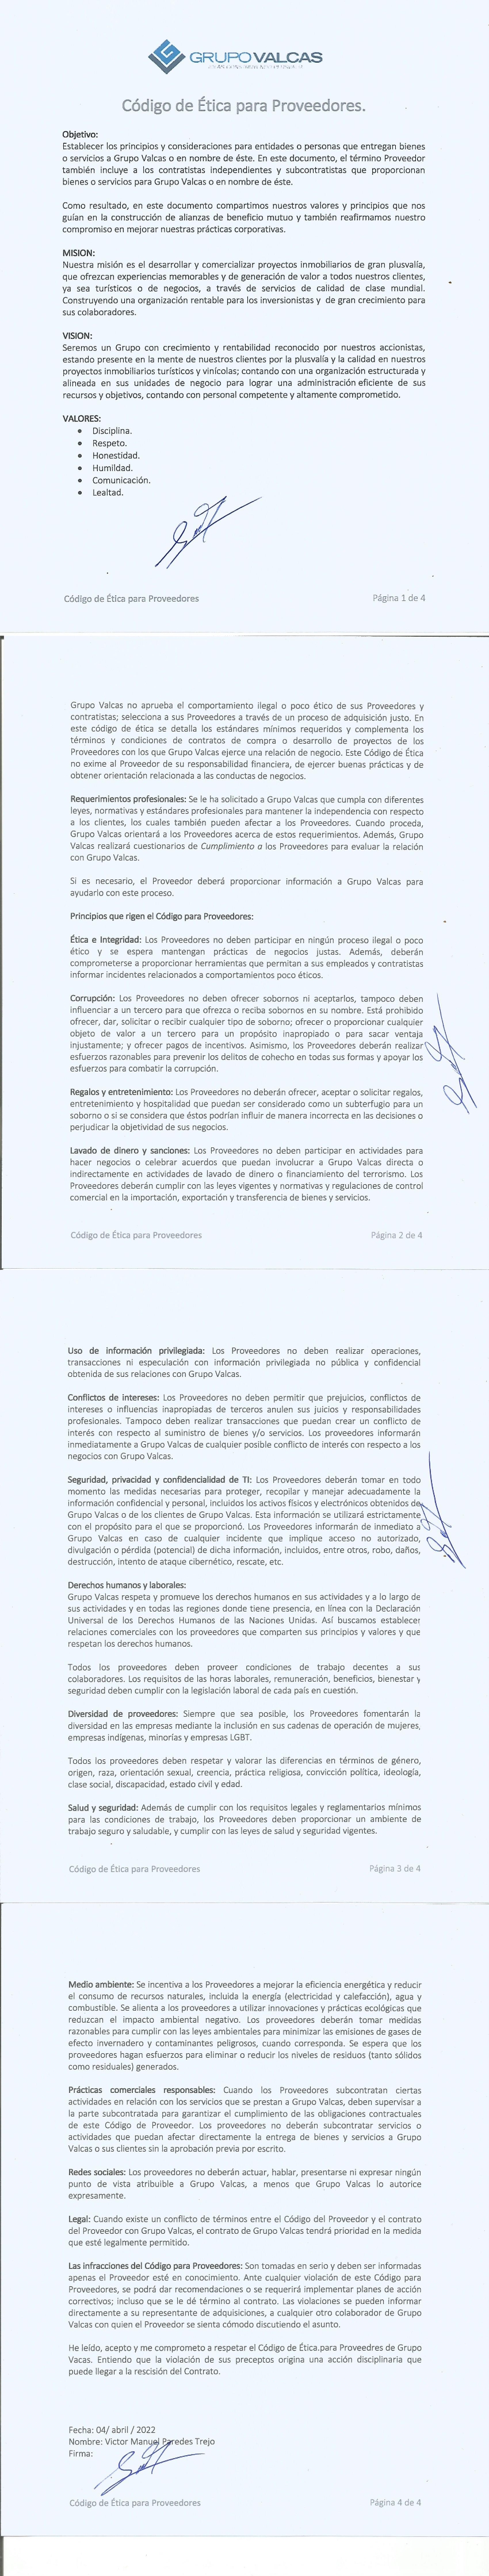 GRUPO VALCAS
Código de Ética para Proveedores.
Objetivo:
Establecer los principios y consideraciones para entidades o personas que entregan bienes
o servicios a Grupo Valcas o en nombre de éste. En este documento, el término Proveedor
también incluye a los contratistas independientes y subcontratistas que proporcionan
bienes o servicios para Grupo Valcas o en nombre de éste.
Como resultado, en este documento compartimos nuestros valores y principios que nos
guían en la construcción de alianzas de beneficio mutuo y también reafirmamos nuestro
compromiso en mejorar nuestras prácticas corporativas.
MISION:
Nuestra misión es el desarrollar y comercializar proyectos inmobiliarios de gran plusvalía,
que ofrezcan experiencias memorables y de generación de valor a todos nuestros clientes,
ya sea turísticos o de negocios, a través de servicios de calidad de clase mundial.
Construyendo una organización rentable para los inversionistas y de gran crecimiento para
sus colaboradores.
VISION:
Seremos un Grupo con crecimiento y rentabilidad reconocido por nuestros accionistas,
estando presente en la mente de nuestros clientes por la plusvalía y la calidad en nuestros
proyectos inmobiliarios turísticos y vinícolas; contando con una organización estructurada y
alineada en sus unidades de negocio para lograr una administración eficiente de sus
recursos y objetivos, contando con personal competente y altamente comprometido.
VALORES:
• Disciplina.
• Respeto.
• Honestidad.
• Humildad.
• Comunicación.
• Lealtad.
Código de Ética para Proveedores Página 1 de 4
Grupo Valcas no aprueba el comportamiento ilegal o poco ético de sus Proveedores y
contratistas; selecciona a sus Proveedores a través de un proceso de adquisición justo. En
este código de ética se detalla los estándares mínimos requeridos y complementa los
términos y condiciones de contratos de compra o desarrollo de proyectos de los
Proveedores con los que Grupo Valcas ejerce una relación de negocio. Este Código de Ética
no exime al Proveedor de su responsabilidad financiera, de ejercer buenas prácticas y de
obtener orientación relacionada a las conductas de negocios.
Requerimientos profesionales: Se le ha solicitado a Grupo Valcas que cumpla con diferentes
leyes, normativas y estándares profesionales para mantener la independencia con respecto
a los clientes, los cuales también pueden afectar a los Proveedores. Cuando proceda,
Grupo Valcas orientará a los Proveedores acerca de estos requerimientos. Además, Grupo
Valcas realizará cuestionarios de Cumplimiento a los Proveedores para evaluar la relación
con Grupo Valcas.
Si es necesario, el Proveedor deberá proporcionar información a Grupo Valcas para
ayudarlo con este proceso.
Principios que rigen el Código para Proveedores:
Ética e Integridad: Los Proveedores no deben participar en ningún proceso ilegal o poco
ético y se espera mantengan prácticas de negocios justas. Además, deberán
comprometerse a proporcionar herramientas que permitan a sus empleados y contratistas
informar incidentes relacionados a comportamientos poco éticos.
Corrupción: Los Proveedores no deben ofrecer sobornos ni aceptarlos, tampoco deben
influenciar a un tercero para que ofrezca o reciba sobornos en su nombre. Está prohibido
ofrecer, dar, solicitar o recibir cualquier tipo de soborno; ofrecer o proporcionar cualquier
objeto de valor a un tercero para un propósito inapropiado o para sacar ventaja
injustamente; y ofrecer pagos de incentivos. Asimismo, los Proveedores deberán realizar
esfuerzos razonables para prevenir los delitos de cohecho en todas sus formas y apoyar los
esfuerzos para combatir la corrupción.
Regalos y entretenimiento: Los Proveedores no deberán ofrecer, aceptar o solicitar regalos,
entretenimiento y hospitalidad que puedan ser considerado como un subterfugio para un
soborno o si se considera que éstos podrían influir de manera incorrecta en las decisiones o
perjudicar la objetividad de sus negocios.
Lavado de dinero y sanciones: Los Proveedores no deben participar en actividades para
hacer negocios o celebrar acuerdos que puedan involucrar a Grupo Valcas directa o
indirectamente en actividades de lavado de dinero o financiamiento del terrorismo. Los
Proveedores deberán cumplir con las leyes vigentes y normativas y regulaciones de control
comercial en la importación, exportación y transferencia de bienes y servicios.
Código de Ética para Proveedores Página 2 de 4
Uso de información privilegiada: Los Proveedores no deben realizar operaciones,
transacciones ni especulación con información privilegiada no pública y confidencial
obtenida de sus relaciones con Grupo Valcas.
Conflictos de intereses: Los Proveedores no deben permitir que prejuicios, conflictos de
intereses o influencias inapropiadas de terceros anulen sus juicios y responsabilidades
profesionales. Tampoco deben realizar transacciones que puedan crear un conflicto de
interés con respecto al suministro de bienes y/o servicios. Los proveedores informarán
inmediatamente a Grupo Valcas de cualquier posible conflicto de interés con respecto a los
negocios con Grupo Valcas.
Seguridad, privacidad y confidencialidad de TI: Los Proveedores deberán tomar en todo
momento las medidas necesarias para proteger, recopilar y manejar adecuadamente la
información confidencial y personal, incluidos los activos físicos y electrónicos obtenidos de
Grupo Valcas o de los clientes de Grupo Valcas. Esta información se utilizará estrictamente
con el propósito para el que se proporcionó. Los Proveedores informarán de inmediato a
Grupo Valcas en caso de cualquier incidente que implique acceso no autorizado,
divulgación o pérdida (potencial) de dicha información, incluidos, entre otros, robo, daños,
destrucción, intento de ataque cibernético, rescate, etc.
Derechos humanos y laborales:
Grupo Valcas respeta y promueve los derechos humanos en sus actividades y a lo largo de
sus actividades y en todas las regiones donde tiene presencia, en línea con la Declaración
Universal de los Derechos Humanos de las Naciones Unidas. Así buscamos establecer
relaciones comerciales con los proveedores que comparten sus principios y valores y que
respetan los derechos humanos.
Todos los proveedores deben proveer condiciones de trabajo decentes a sus
colaboradores. Los requisitos de las horas laborales, remuneración, beneficios, bienestar y
seguridad deben cumplir con la legislación laboral de cada país en cuestión.
Diversidad de proveedores: Siempre que sea posible, los Proveedores fomentarán la
diversidad en las empresas mediante la inclusión en sus cadenas de operación de mujeres,
empresas indígenas, minorías y empresas LGBT.
Todos los proveedores deben respetar y valorar las diferencias en términos de género,
origen, raza, orientación sexual, creencia, práctica religiosa, convicción política, ideología,
clase social, discapacidad, estado civil y edad.
Salud y seguridad: Además de cumplir con los requisitos legales y reglamentarios mínimos
para las condiciones de trabajo, los Proveedores deben proporcionar un ambiente de
trabajo seguro y saludable, y cumplir con las leyes de salud y seguridad vigentes.
Código de Ética para Proveedores Página 3 de 4
Medio ambiente: Se incentiva a los Proveedores a mejorar la eficiencia energética y reducir
el consumo de recursos naturales, incluida la energía (electricidad y calefacción), agua y
combustible. Se alienta a los proveedores a utilizar innovaciones y prácticas ecológicas que
reduzcan el impacto ambiental negativo. Los proveedores deberán tomar medidas
razonables para cumplir con las leyes ambientales para minimizar las emisiones de gases de
efecto invernadero y contaminantes peligrosos, cuando corresponda. Se espera que los
proveedores hagan esfuerzos para eliminar o reducir los niveles de residuos (tanto sólidos
como residuales) generados.
Prácticas comerciales responsables: Cuando los Proveedores subcontratan ciertas
actividades en relación con los servicios que se prestan a Grupo Valcas, deben supervisar a
la parte subcontratada para garantizar el cumplimiento de las obligaciones contractuales
de este Código de Proveedor. Los proveedores no deberán subcontratar servicios o
actividades que puedan afectar directamente la entrega de bienes y servicios a Grupo
Valcas o sus clientes sin la aprobación previa por escrito.
Redes sociales: Los proveedores no deberán actuar, hablar, presentarse ni expresar ningún
punto de vista atribuible a Grupo Valcas, a menos que Grupo Valcas lo autorice
expresamente.
Legal: Cuando existe un conflicto de términos entre el Código del Proveedor y el contrato
del Proveedor con Grupo Valcas, el contrato de Grupo Valcas tendrá prioridad en la medida
que esté legalmente permitido.
Las infracciones del Código para Proveedores: Son tomadas en serio y deben ser informadas
apenas el Proveedor esté en conocimiento. Ante cualquier violación de este Código para
Proveedores, se podrá dar recomendaciones o se requerirá implementar planes de acción
correctivos; incluso que se le dé término al contrato. Las violaciones se pueden informar
directamente a su representante de adquisiciones, a cualquier otro colaborador de Grupo
Valcas con quien el Proveedor se sienta cómodo discutiendo el asunto.
He leído, acepto y me comprometo a respetar el Código de Ética.para Proveedres de Grupo
Vacas. Entiendo que la violación de sus preceptos origina una acción disciplinaria que
puede llegar a la rescisión del Contrato.
Fecha: 04/ abril / 2022
Nombre: Victor Manuel Paredes Trejo
Firma:
Código de Ética para Proveedores Página 4 de 4